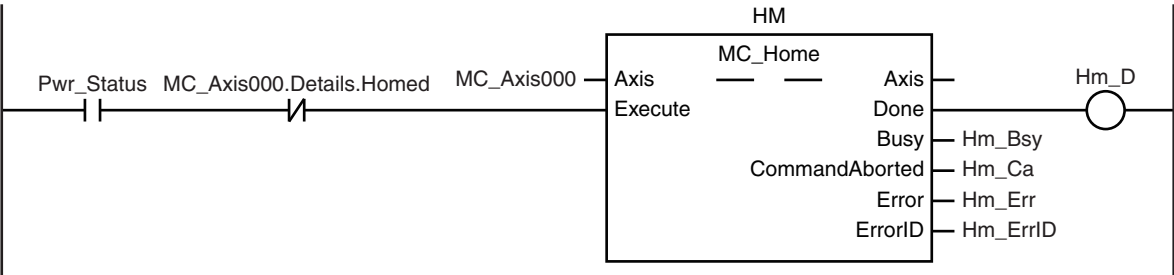 HM
MC_Home
Pwr_Status MC_Axis000.Details.Homed MC_Axis000 Axis Axis Hm_D
Execute Done
Busy Hm_Bsy
CommandAborted Hm_Ca
Error Hm_Err
ErrorID Hm_ErrID